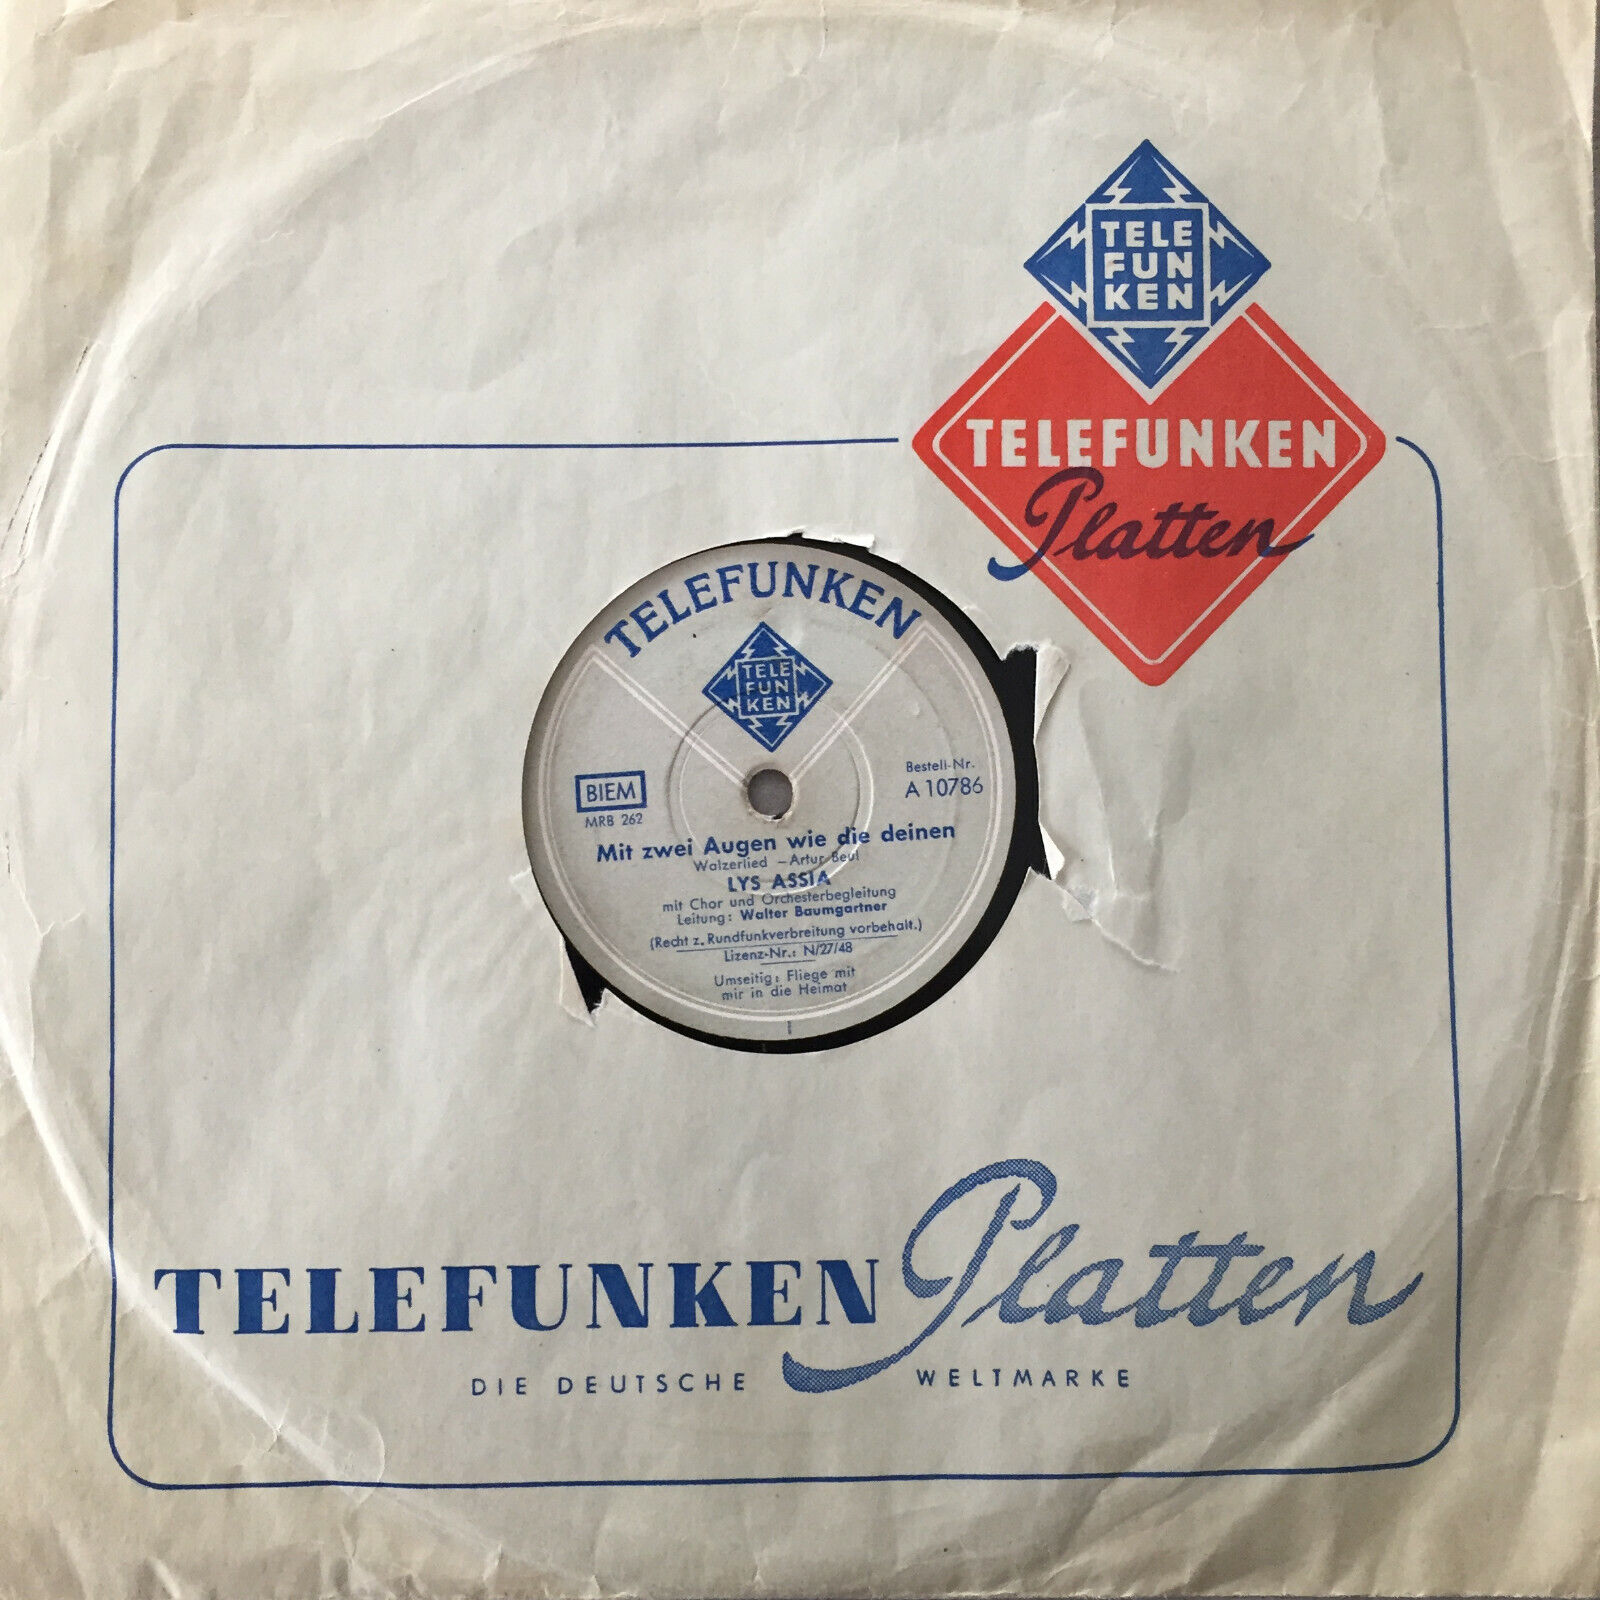 TELE
FUN
KEN
TELEFUNKEN
Platten
TELEFUNKEN
TELE
FUN
KEN
BIEM
MRB 262
Bestell-Nr.
A 10786
Mit zwei Augen wie die deinen
Walzerlied – Artur Beul
LYS ASSIA
mit Chor und Orchesterbegleitung
Leitung: Walter Baumgartner
(Recht z. Rundfunkverbreitung vorbehalt.)
Lizenz-Nr.: N/27/48
Umseitig: Fliege mit
mir in die Heimat
TELEFUNKEN Platten
DIE DEUTSCHE WELTMARKE